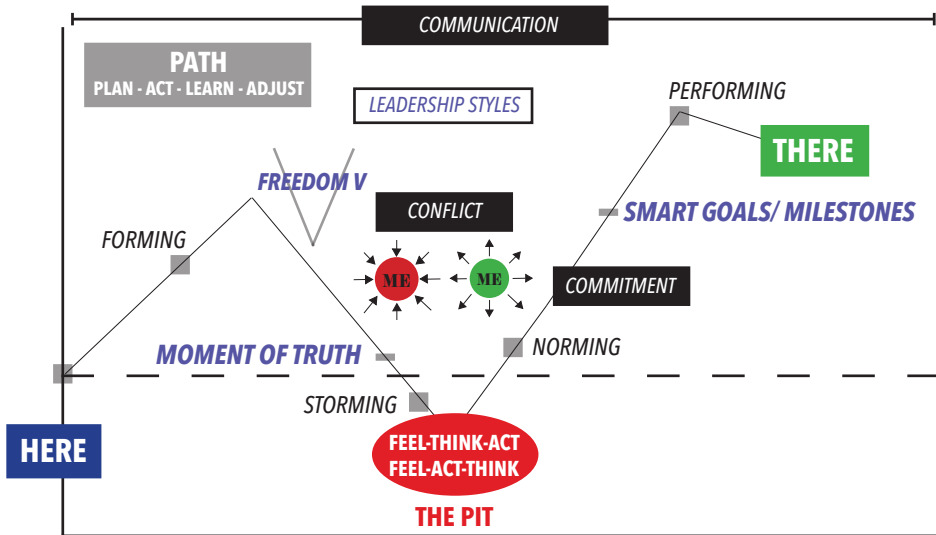 COMMUNICATION
PATH
PLAN - ACT - LEARN - ADJUST
LEADERSHIP STYLES
PERFORMING
THERE
FREEDOM V
CONFLICT
SMART GOALS/ MILESTONES
FORMING
ME
ME
COMMITMENT
MOMENT OF TRUTH
NORMING
STORMING
HERE
FEEL-THINK-ACT
FEEL-ACT-THINK
THE PIT